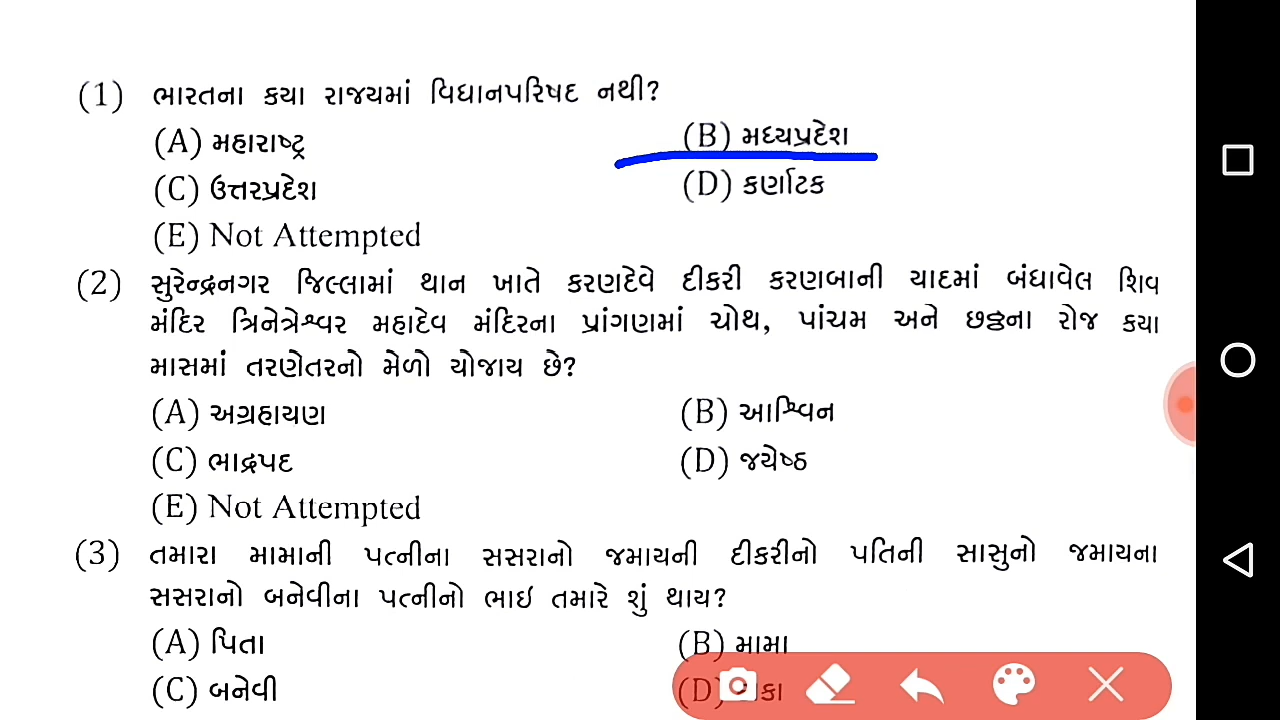 (1) ભારતના કયા રાજ્યમાં વિધાનપરિષદ નથી?
(A) મહારાષ્ટ્ર (B) મધ્યપ્રદેશ
(C) ઉત્તરપ્રદેશ (D) કર્ણાટક
(E) Not Attempted
(2) સુરેન્દ્રનગર જિલ્લામાં થાન ખાતે કરણદેવે દીકરી કરણબાની યાદમાં બંધાવેલ શિવ
મંદિર ત્રિનેત્રેશ્વર મહાદેવ મંદિરના પ્રાંગણમાં ચોથ, પાંચમ અને છઠ્ઠના રોજ કયા
માસમાં તરણેતરનો મેળો યોજાય છે?
(A) અગ્રહાયણ (B) આશ્વિન
(C) ભાદ્રપદ (D) જયેષ્ઠ
(E) Not Attempted
(3) તમારા મામાની પત્નીના સસરાનો જમાયની દીકરીનો પતિની સાસુનો જમાયના
સસરાનો બનેવીના પત્નીનો ભાઇ તમારે શું થાય?
(A) પિતા (B) મામા
(C) બનેવી (D)